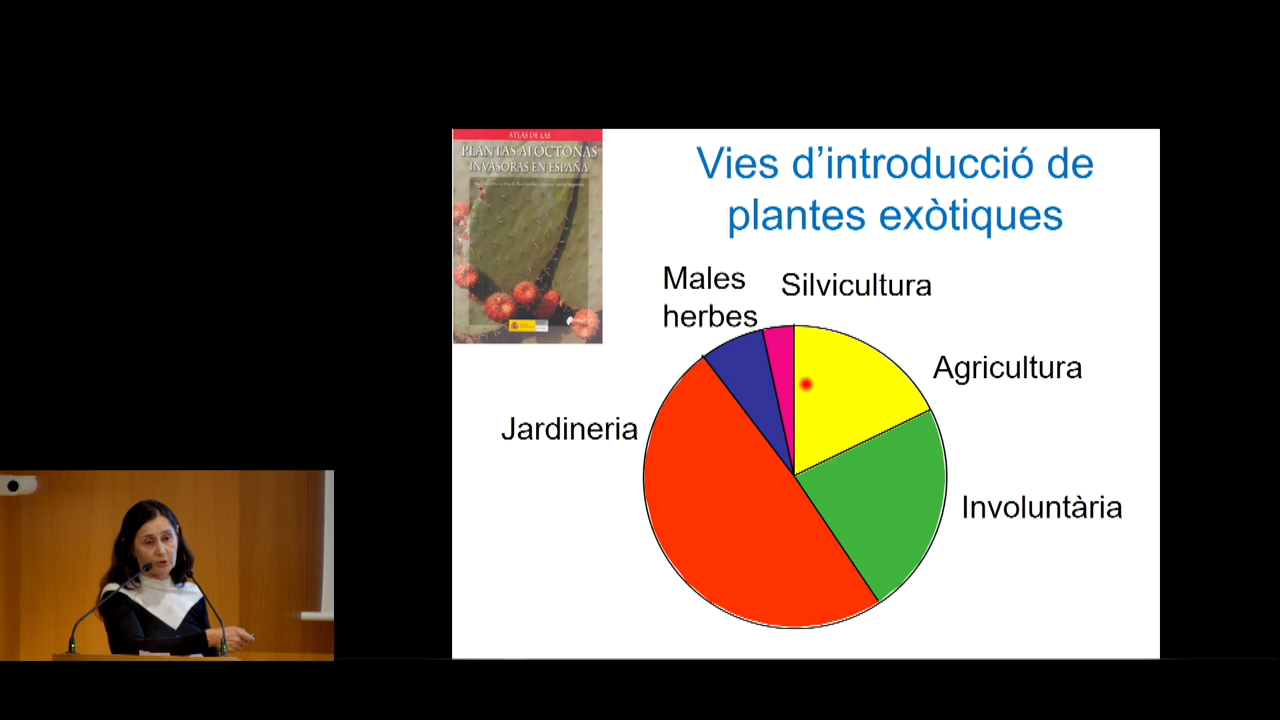 ATLAS DE LAS
PLANTAS ALÓCTONAS
INVASORAS EN ESPAÑA
Vies d'introducció de
plantes exòtiques
Males
herbes
Silvicultura
Agricultura
Jardineria
Involuntària